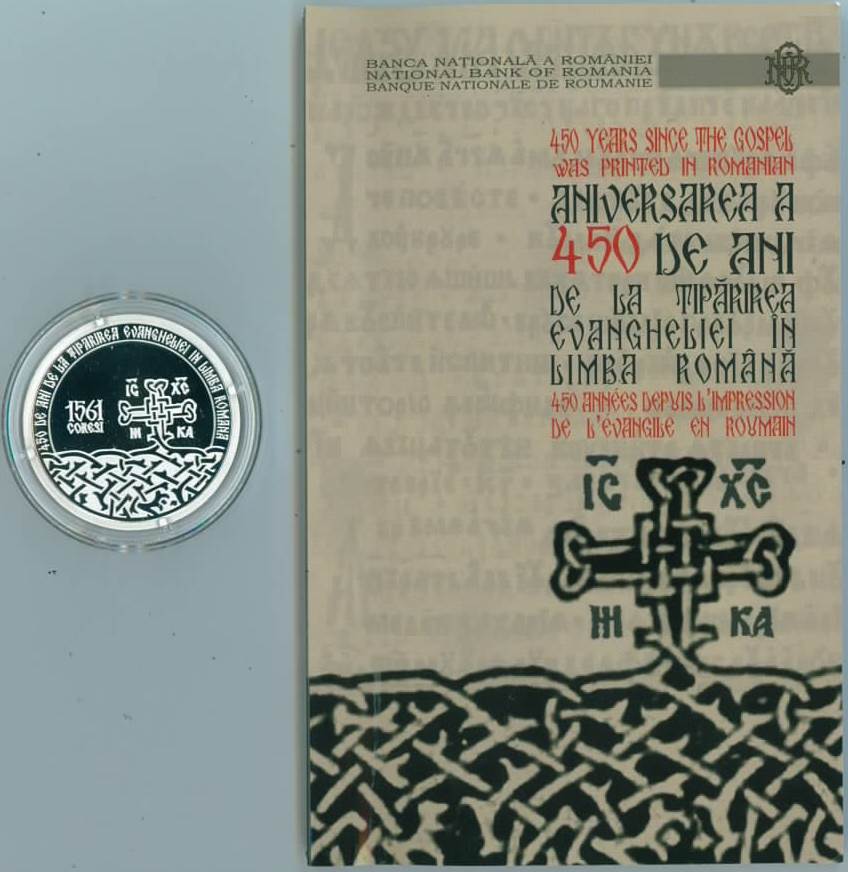 450 DE ANI DE LA TIPĂRIREA EVANGHELIEI ÎN LIMBA ROMÂNĂ
1561
CORESI
IC XC
НИ КА
BANCA NAȚIONALĂ A ROMÂNIEI
NATIONAL BANK OF ROMANIA
BANQUE NATIONALE DE ROUMANIE
450 YEARS SINCE THE GOSPEL
WAS PRINTED IN ROMANIAN
ANIVERSAREA A
450 DE ANI
DE LA TIPĂRIREA
EVANGHELIEI ÎN
LIMBA ROMÂNĂ
450 ANNÉES DEPUIS L'IMPRESSION
DE L'ÉVANGILE EN ROUMAIN
IC XC
НИ КА